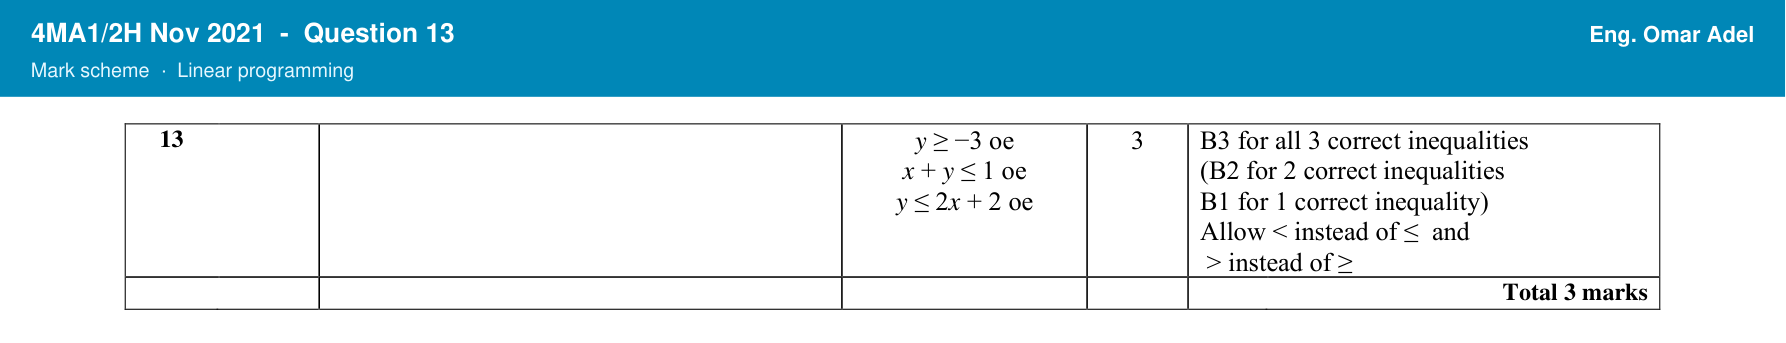 4MA1/2H Nov 2021 - Question 13
Eng. Omar Adel
Mark scheme · Linear programming
13
y ≥ −3 oe
x + y ≤ 1 oe
y ≤ 2x + 2 oe
3
B3 for all 3 correct inequalities
(B2 for 2 correct inequalities
B1 for 1 correct inequality)
Allow < instead of ≤ and
> instead of ≥
Total 3 marks